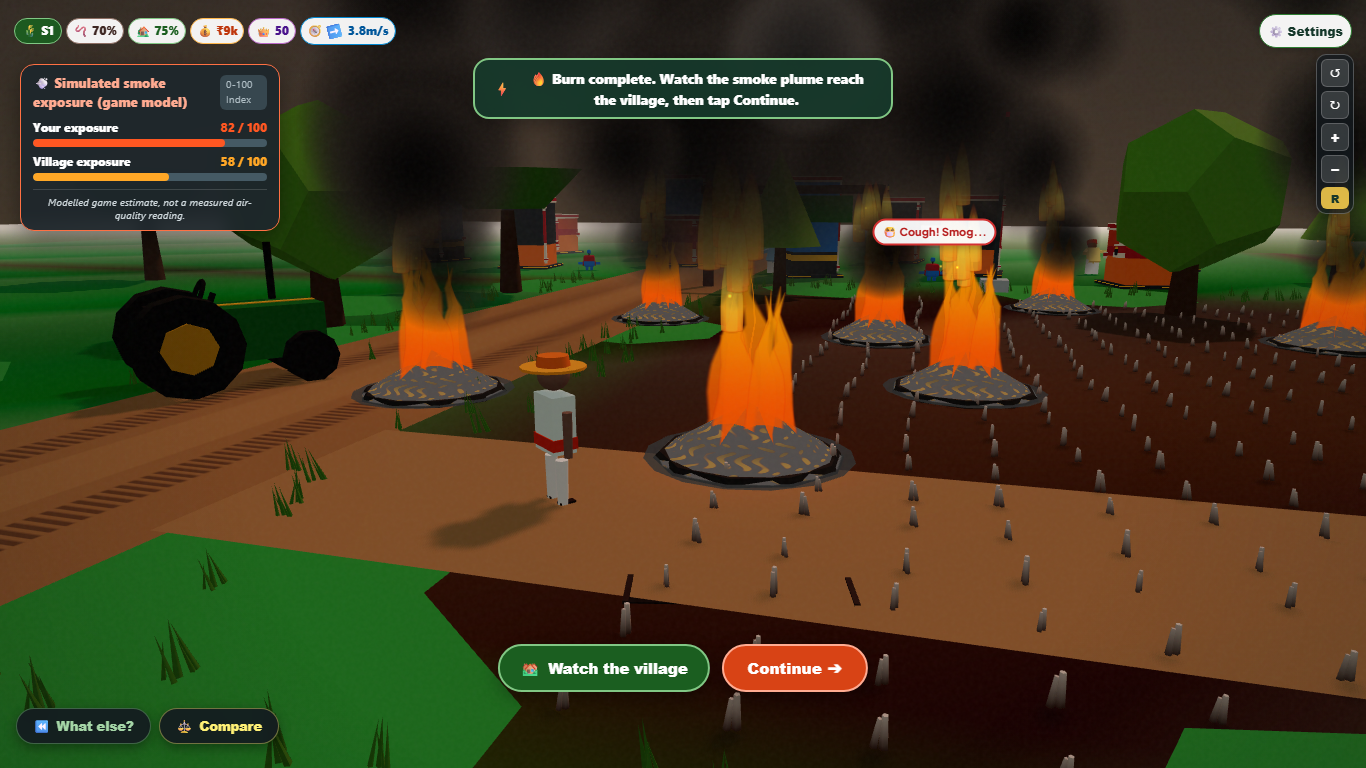 S1
70%
75%
₹9k
50
3.8m/s
Settings
Simulated smoke
exposure (game model)
0-100
Index
Your exposure
82 / 100
Village exposure
58 / 100
Modelled game estimate, not a measured air-
quality reading.
Burn complete. Watch the smoke plume reach
the village, then tap Continue.
↺
↻
+
−
R
Cough! Smog...
Watch the village
Continue ➔
What else?
Compare